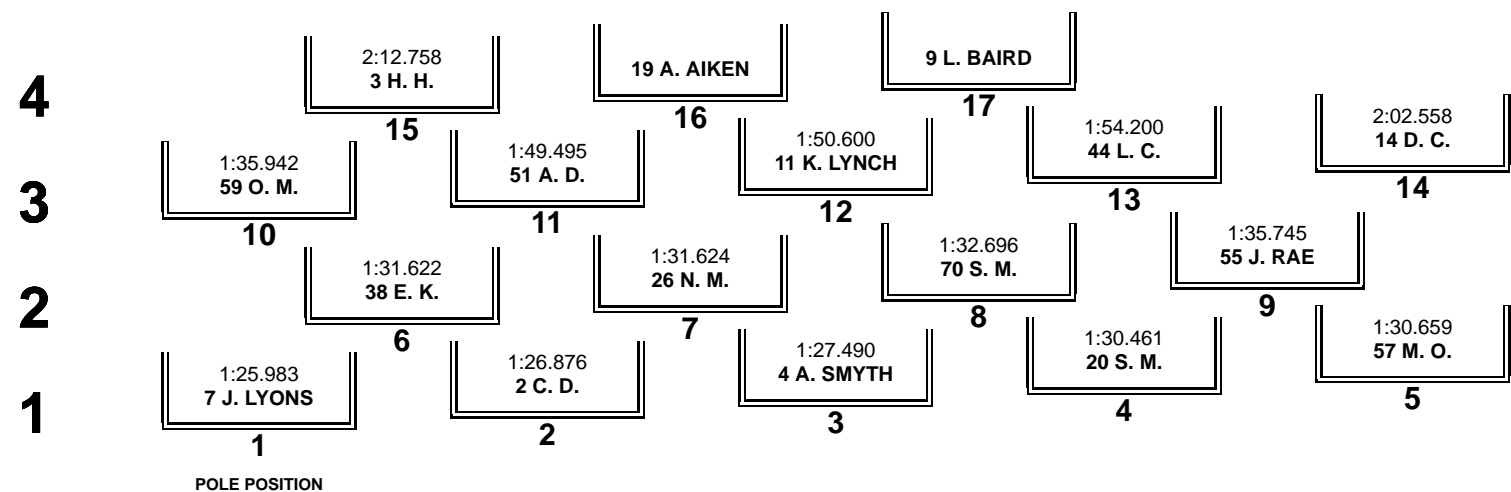 4
2:12.758
3 H. H.
15
19 A. AIKEN
16
9 L. BAIRD
17
3
1:35.942
59 O. M.
10
1:49.495
51 A. D.
11
1:50.600
11 K. LYNCH
12
1:54.200
44 L. C.
13
2:02.558
14 D. C.
14
2
1:31.622
38 E. K.
6
1:31.624
26 N. M.
7
1:32.696
70 S. M.
8
1:35.745
55 J. RAE
9
1
1:25.983
7 J. LYONS
1
1:26.876
2 C. D.
2
1:27.490
4 A. SMYTH
3
1:30.461
20 S. M.
4
1:30.659
57 M. O.
5
POLE POSITION